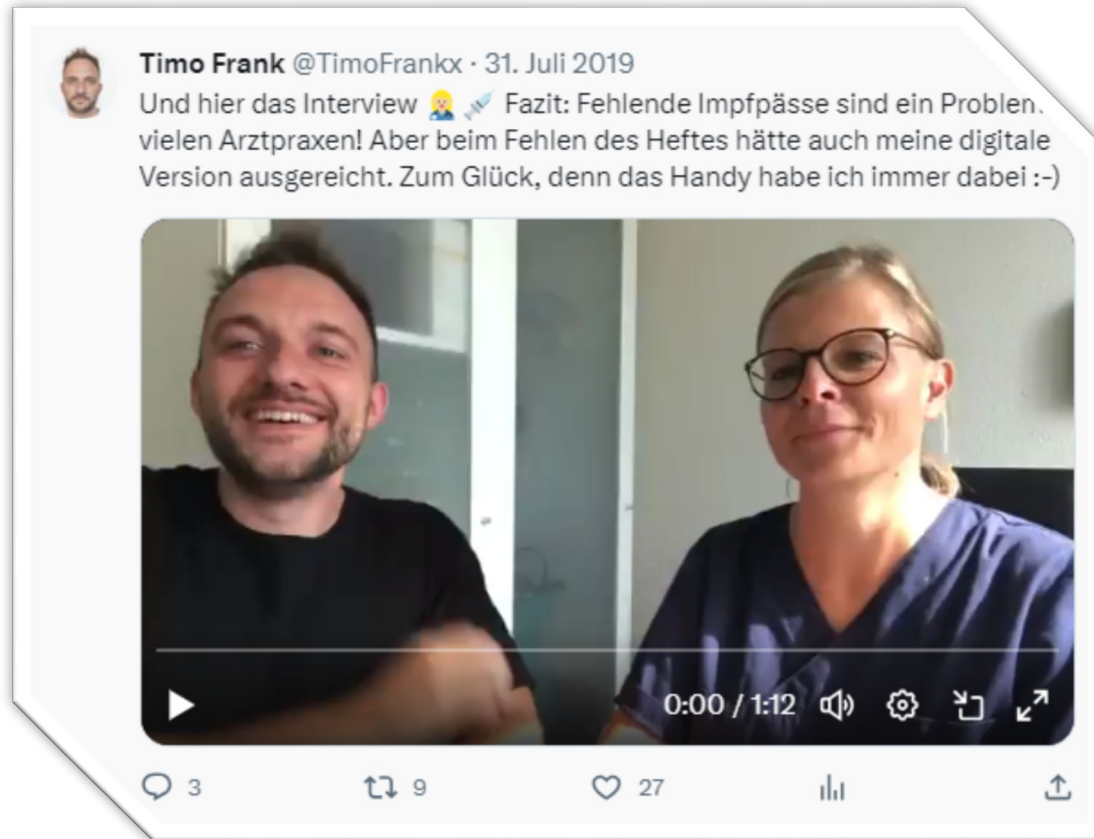 Timo Frank @TimoFrankx · 31. Juli 2019
Und hier das Interview 👩‍⚕️ 💉 Fazit: Fehlende Impfpässe sind ein
vielen Arztpraxen! Aber beim Fehlen des Heftes hätte auch meine digitale
Version ausgereicht. Zum Glück, denn das Handy habe ich immer dabei :-)
0:00 / 1:12
3 9 27